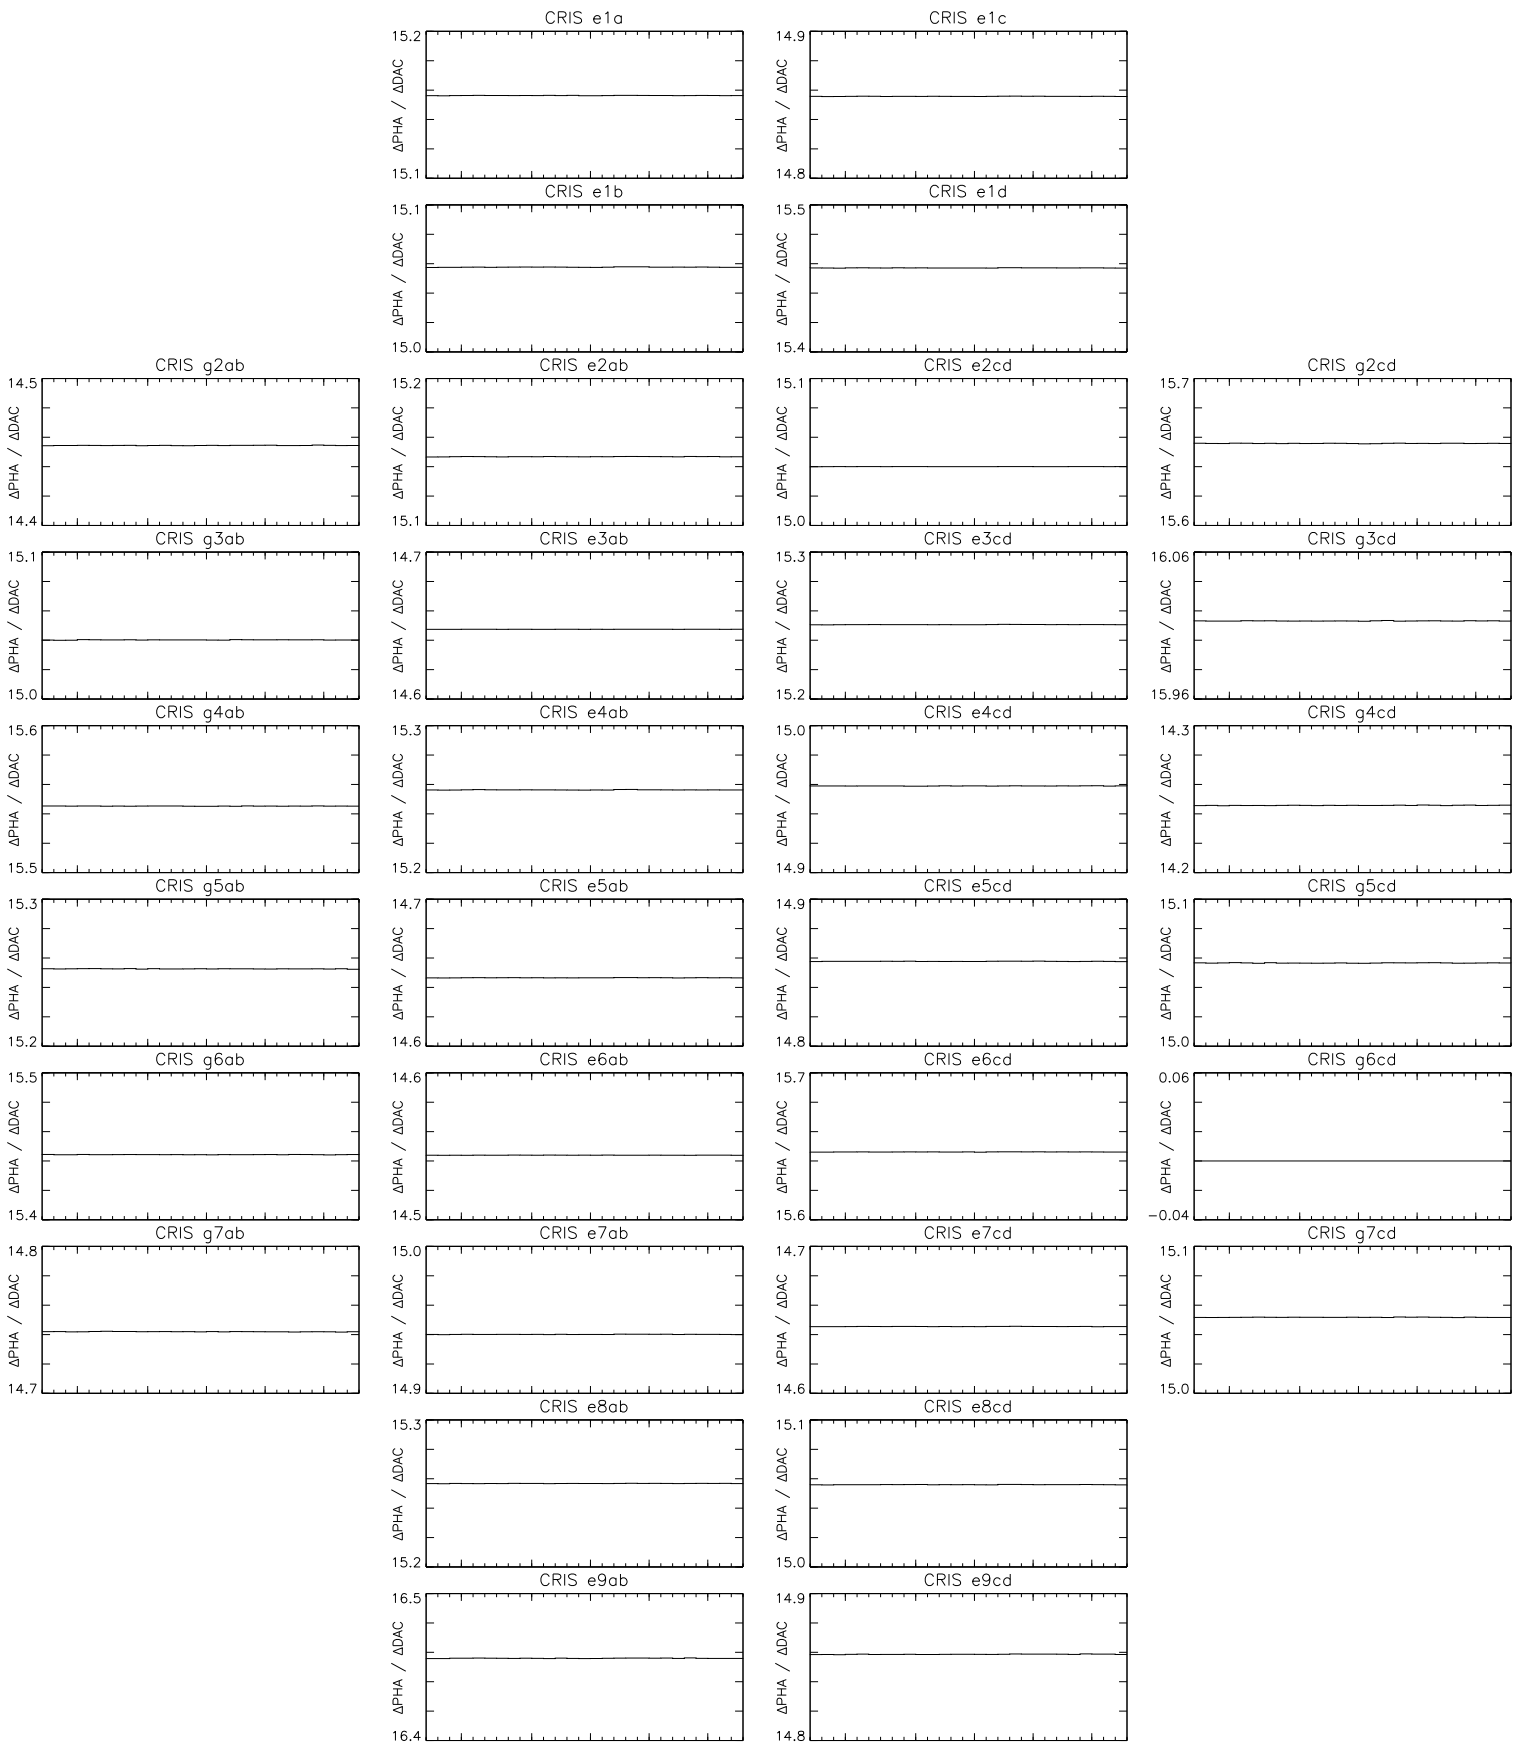 CRIS e1a
15.2
ΔPHA / ΔDAC
15.1
CRIS e1c
14.9
ΔPHA / ΔDAC
14.8
CRIS e1b
15.1
ΔPHA / ΔDAC
15.0
CRIS e1d
15.5
ΔPHA / ΔDAC
15.4
CRIS g2ab
14.5
ΔPHA / ΔDAC
14.4
CRIS e2ab
15.2
ΔPHA / ΔDAC
15.1
CRIS e2cd
15.1
ΔPHA / ΔDAC
15.0
CRIS g2cd
15.7
ΔPHA / ΔDAC
15.6
CRIS g3ab
15.1
ΔPHA / ΔDAC
15.0
CRIS e3ab
14.7
ΔPHA / ΔDAC
14.6
CRIS e3cd
15.3
ΔPHA / ΔDAC
15.2
CRIS g3cd
16.06
ΔPHA / ΔDAC
15.96
CRIS g4ab
15.6
ΔPHA / ΔDAC
15.5
CRIS e4ab
15.3
ΔPHA / ΔDAC
15.2
CRIS e4cd
15.0
ΔPHA / ΔDAC
14.9
CRIS g4cd
14.3
ΔPHA / ΔDAC
14.2
CRIS g5ab
15.3
ΔPHA / ΔDAC
15.2
CRIS e5ab
14.7
ΔPHA / ΔDAC
14.6
CRIS e5cd
14.9
ΔPHA / ΔDAC
14.8
CRIS g5cd
15.1
ΔPHA / ΔDAC
15.0
CRIS g6ab
15.5
ΔPHA / ΔDAC
15.4
CRIS e6ab
14.6
ΔPHA / ΔDAC
14.5
CRIS e6cd
15.7
ΔPHA / ΔDAC
15.6
CRIS g6cd
0.06
ΔPHA / ΔDAC
−0.04
CRIS g7ab
14.8
ΔPHA / ΔDAC
14.7
CRIS e7ab
15.0
ΔPHA / ΔDAC
14.9
CRIS e7cd
14.7
ΔPHA / ΔDAC
14.6
CRIS g7cd
15.1
ΔPHA / ΔDAC
15.0
CRIS e8ab
15.3
ΔPHA / ΔDAC
15.2
CRIS e8cd
15.1
ΔPHA / ΔDAC
15.0
CRIS e9ab
16.5
ΔPHA / ΔDAC
16.4
CRIS e9cd
14.9
ΔPHA / ΔDAC
14.8